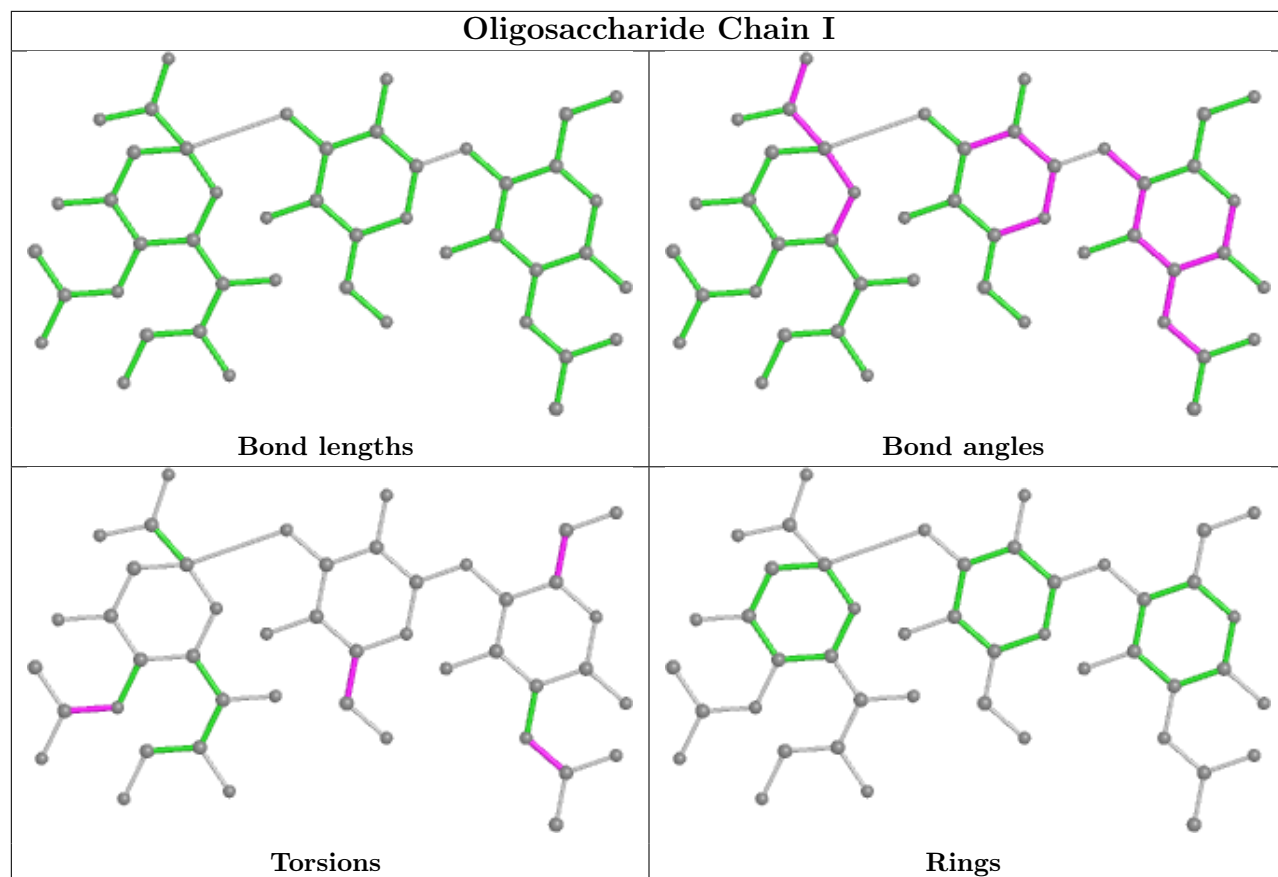 Oligosaccharide Chain I
Bond lengths
Bond angles
Torsions
Rings